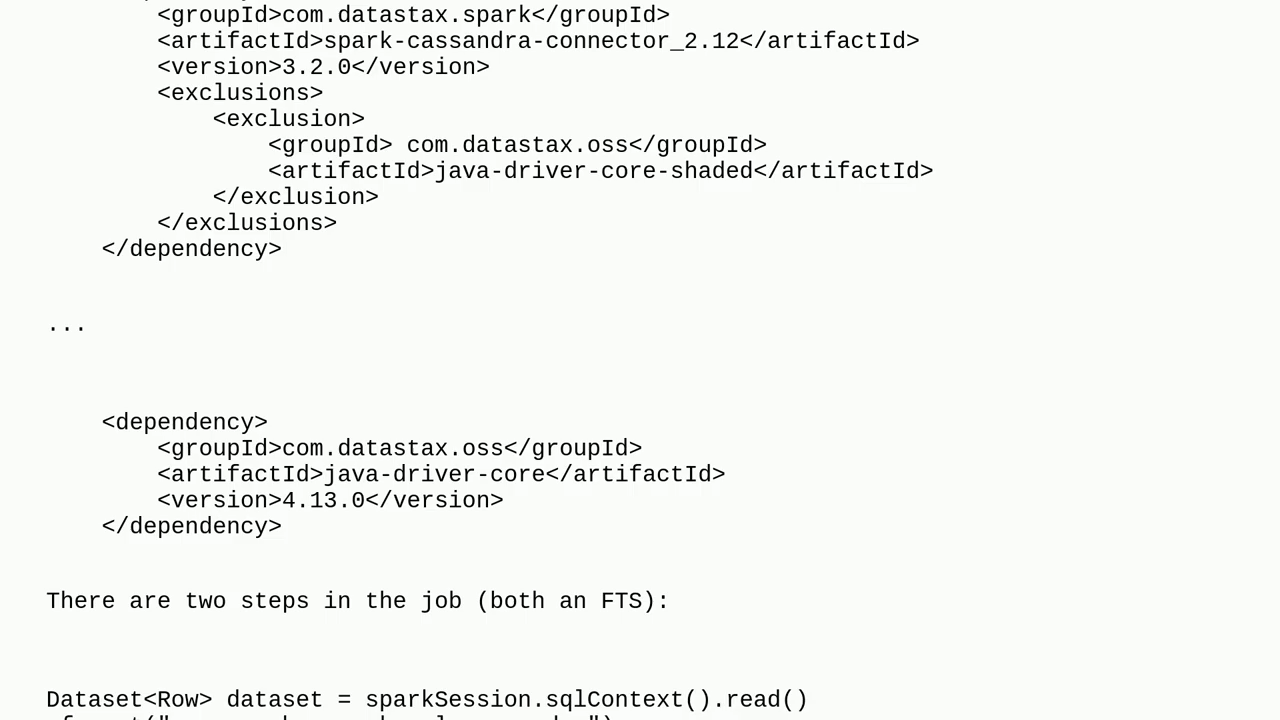 <groupId>com.datastax.spark</groupId>
<artifactId>spark-cassandra-connector_2.12</artifactId>
<version>3.2.0</version>
<exclusions>
<exclusion>
<groupId> com.datastax.oss</groupId>
<artifactId>java-driver-core-shaded</artifactId>
</exclusion>
</exclusions>
</dependency>
...
<dependency>
<groupId>com.datastax.oss</groupId>
<artifactId>java-driver-core</artifactId>
<version>4.13.0</version>
</dependency>
There are two steps in the job (both an FTS):
Dataset<Row> dataset = sparkSession.sqlContext().read()